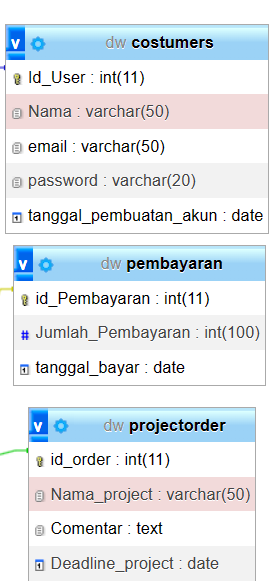 v dw costumers
Id_User : int(11)
Nama : varchar(50)
email : varchar(50)
password : varchar(20)
tanggal_pembuatan_akun : date
v dw pembayaran
id_Pembayaran : int(11)
# Jumlah_Pembayaran : int(100)
tanggal_bayar : date
v dw projectorder
id_order : int(11)
Nama_project : varchar(50)
Comentar : text
Deadline_project : date